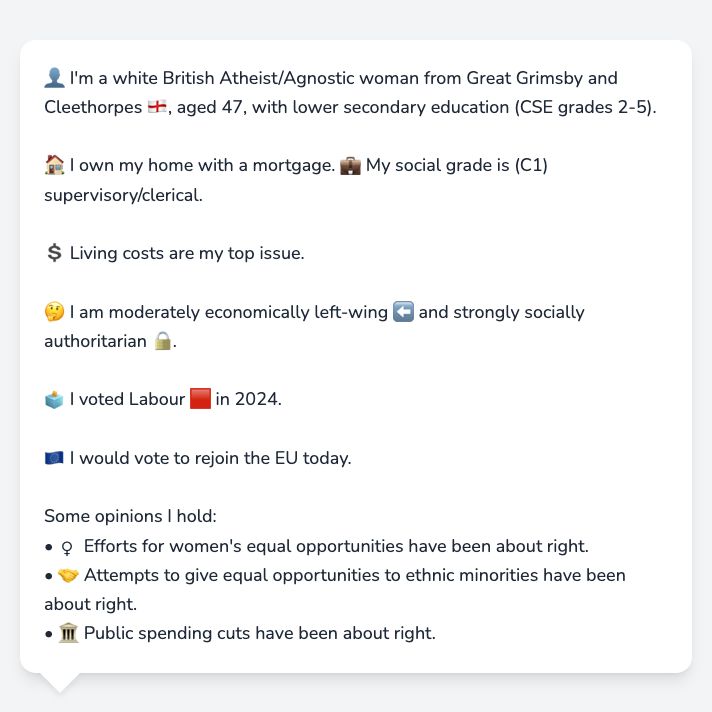 👤 I'm a white British Atheist/Agnostic woman from Great Grimsby and
Cleethorpes 🏴󠁧󠁢󠁥󠁮󠁧󠁿, aged 47, with lower secondary education (CSE grades 2-5).
🏠 I own my home with a mortgage. 💼 My social grade is (C1)
supervisory/clerical.
💲 Living costs are my top issue.
🤔 I am moderately economically left-wing ⬅️ and strongly socially
authoritarian 🔒.
🗳️ I voted Labour 🟥 in 2024.
🇪🇺 I would vote to rejoin the EU today.
Some opinions I hold:
• ♀ Efforts for women's equal opportunities have been about right.
• 🤝 Attempts to give equal opportunities to ethnic minorities have been
about right.
• 🏛️ Public spending cuts have been about right.